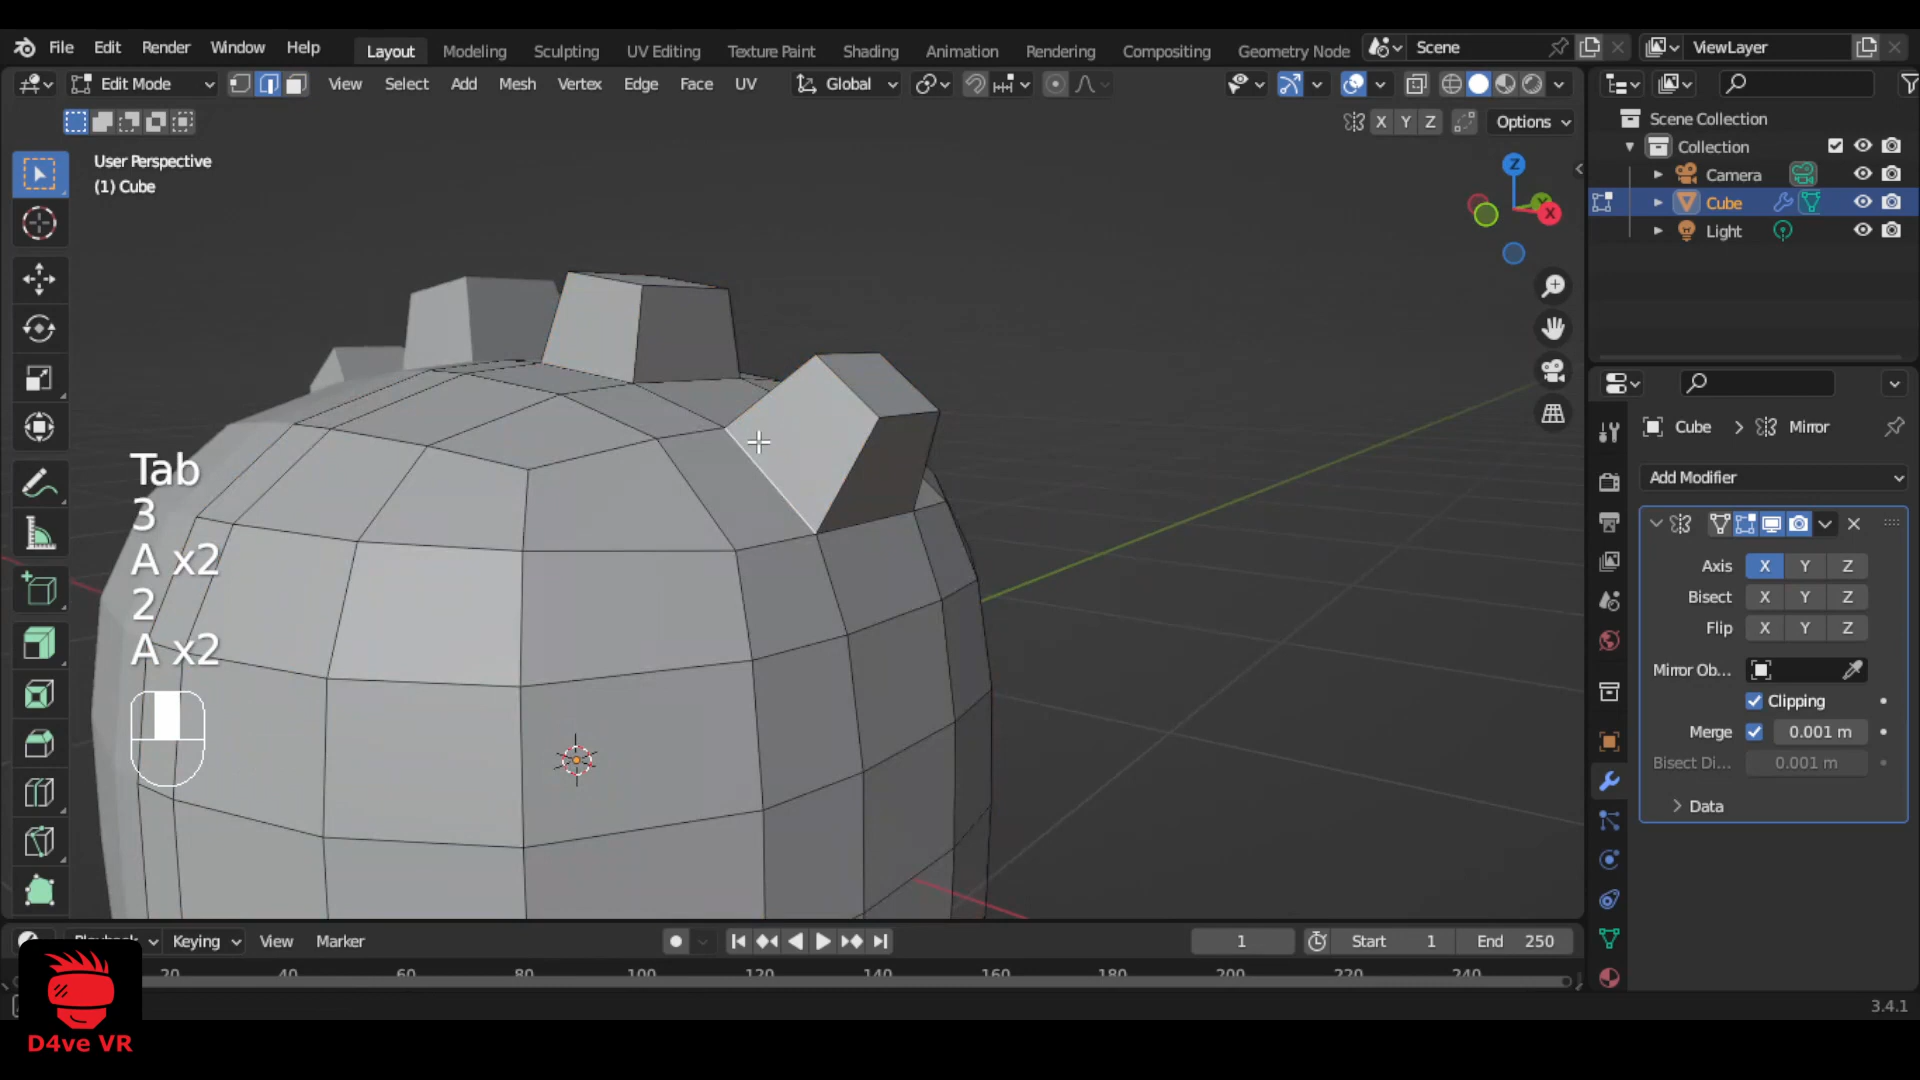 File Edit Render Window Help Layout Modeling Sculpting UV Editing Texture Paint Shading Animation Rendering Compositing Geometry Node Scene ViewLayer
Edit Mode View Select Add Mesh Vertex Edge Face UV Global
X Y Z Options
User Perspective
(1) Cube
Z
Y
X
Scene Collection
Collection
Camera
Cube
Light
Cube > Mirror
Add Modifier
Axis X Y Z
Bisect X Y Z
Flip X Y Z
Mirror Ob...
Clipping
Merge 0.001 m
Bisect Di... 0.001 m
Data
Tab
3
A x2
2
A x2
Playback Keying View Marker 1 Start 1 End 250
20 40 60 80 100 120 140 160 180 200 220 240
3.4.1
D4ve VR